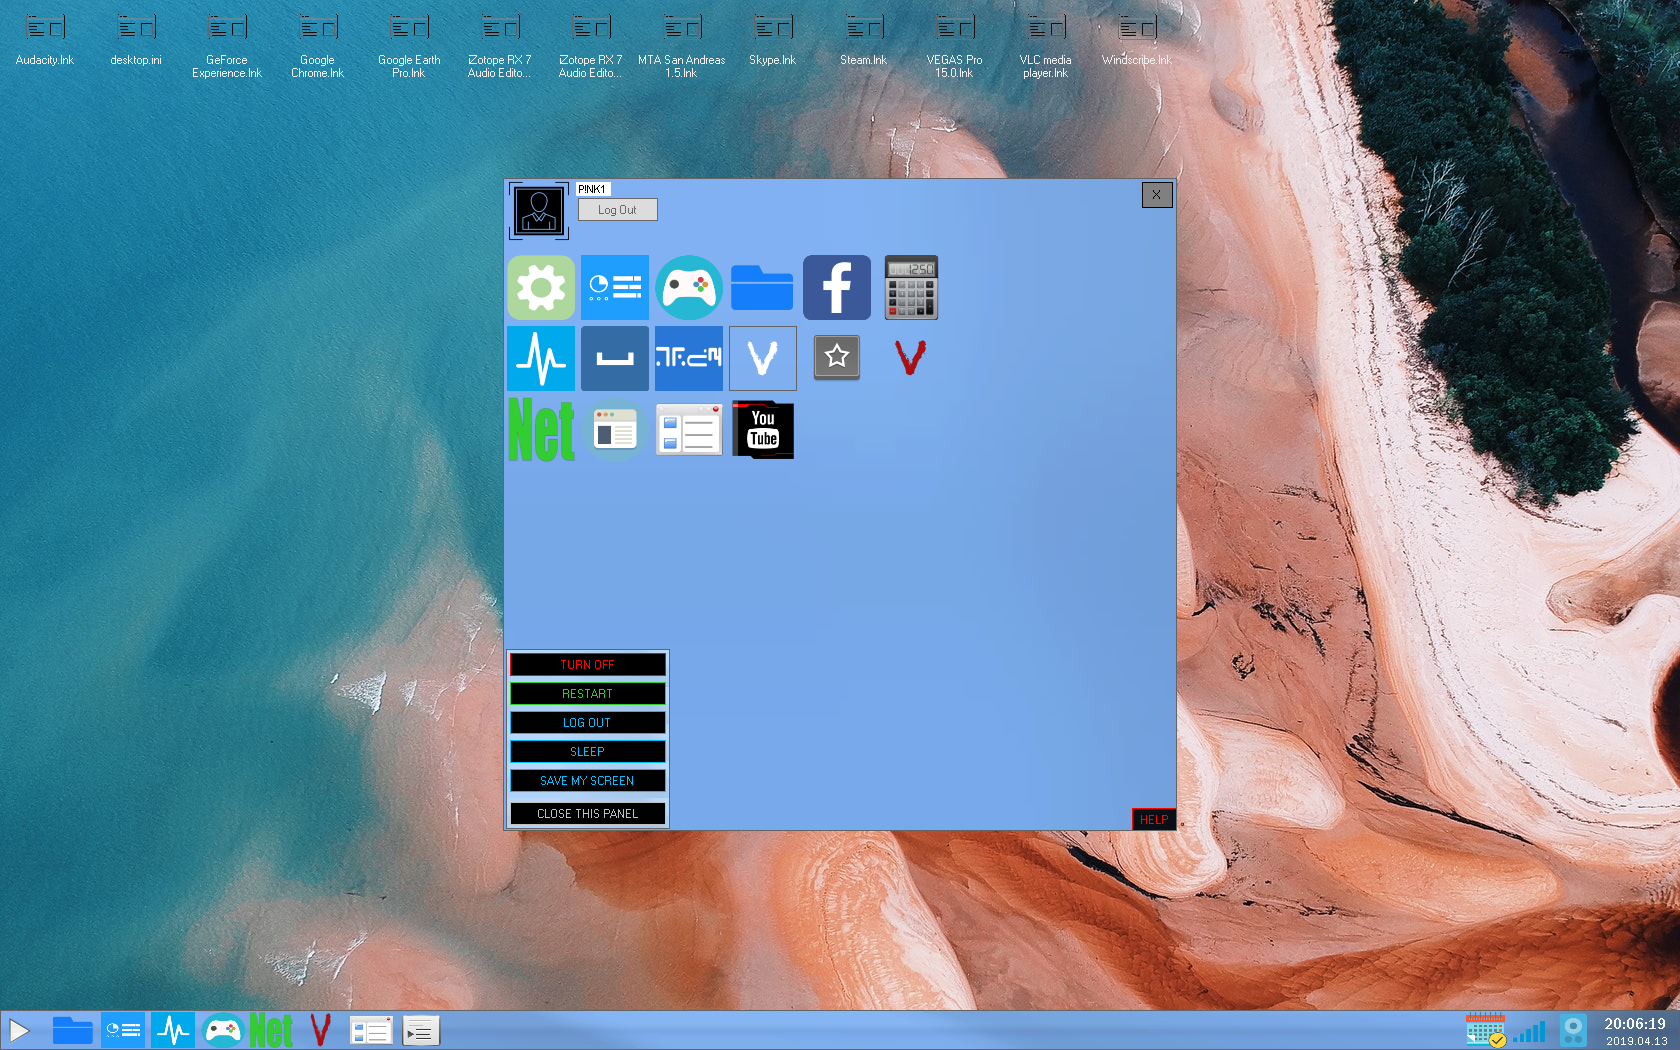 Audacity.lnk
desktop.ini
GeForce
Experience.lnk
Google
Chrome.lnk
Google Earth
Pro.lnk
iZotope RX 7
Audio Edito...
iZotope RX 7
Audio Edito...
MTA San Andreas
1.5.lnk
Skype.lnk
Steam.lnk
VEGAS Pro
15.0.lnk
VLC media
player.lnk
Windscribe.lnk
P!NK1
Log Out
X
f
V
V
Net
You
Tube
TURN OFF
RESTART
LOG OUT
SLEEP
SAVE MY SCREEN
CLOSE THIS PANEL
HELP
Net
V
20:06:19
2019.04.13